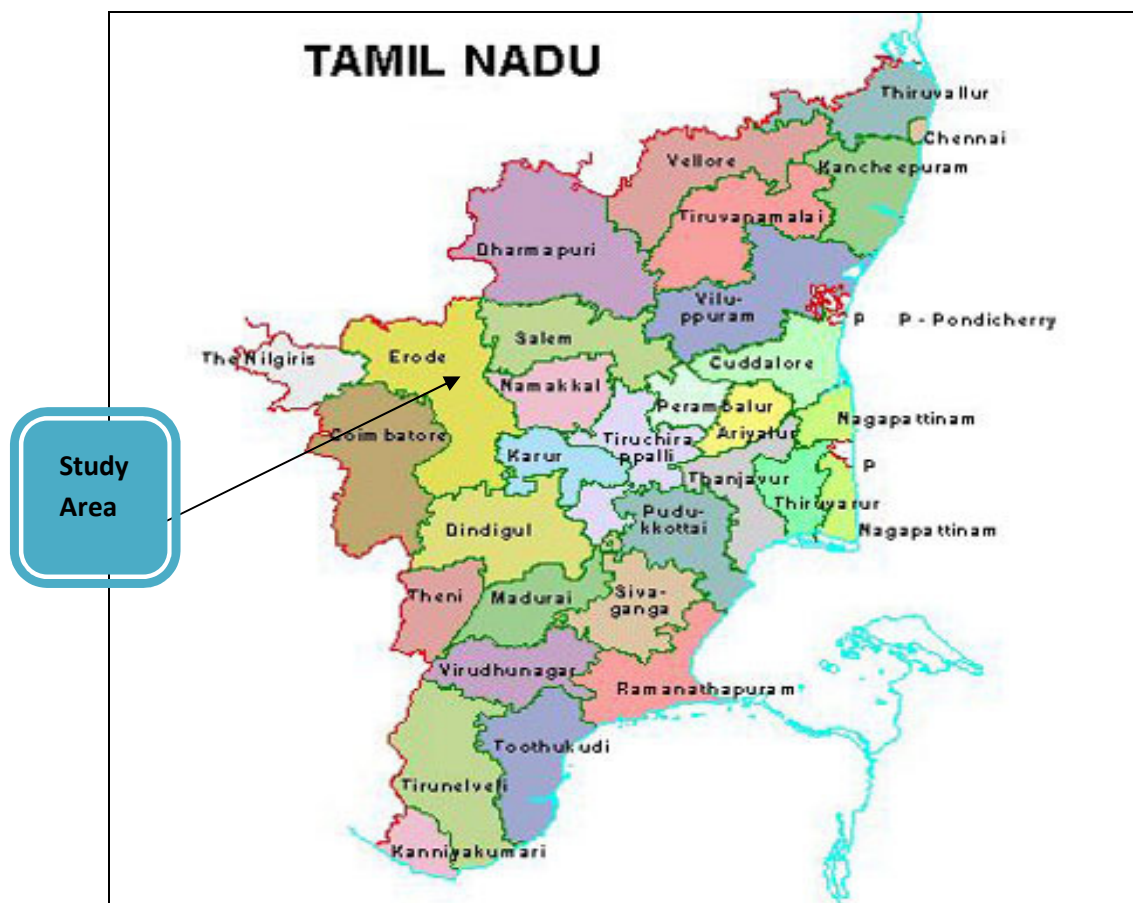 TAMIL NADU
Thiruvallur
Chennai
Vellore
Kancheepuram
Tiruvanamalai
Dharmapuri
Vilu-
ppuram
P P - Pondicherry
Salem
The Nilgiris
Erode
Cuddalore
Namakkal
Perambalur
Nagapattinam
Coimbatore
Tiruchira
ppalli
Ariyalur
Study
Area
Karur
P
Thanjavur
Thiruvarur
Pudu-
kkottai
Dindigul
Nagapattinam
Theni
Madurai
Siva-
ganga
Virudhunagar
Ramanathapuram
Toothukudi
Tirunelveli
Kanniyakumari